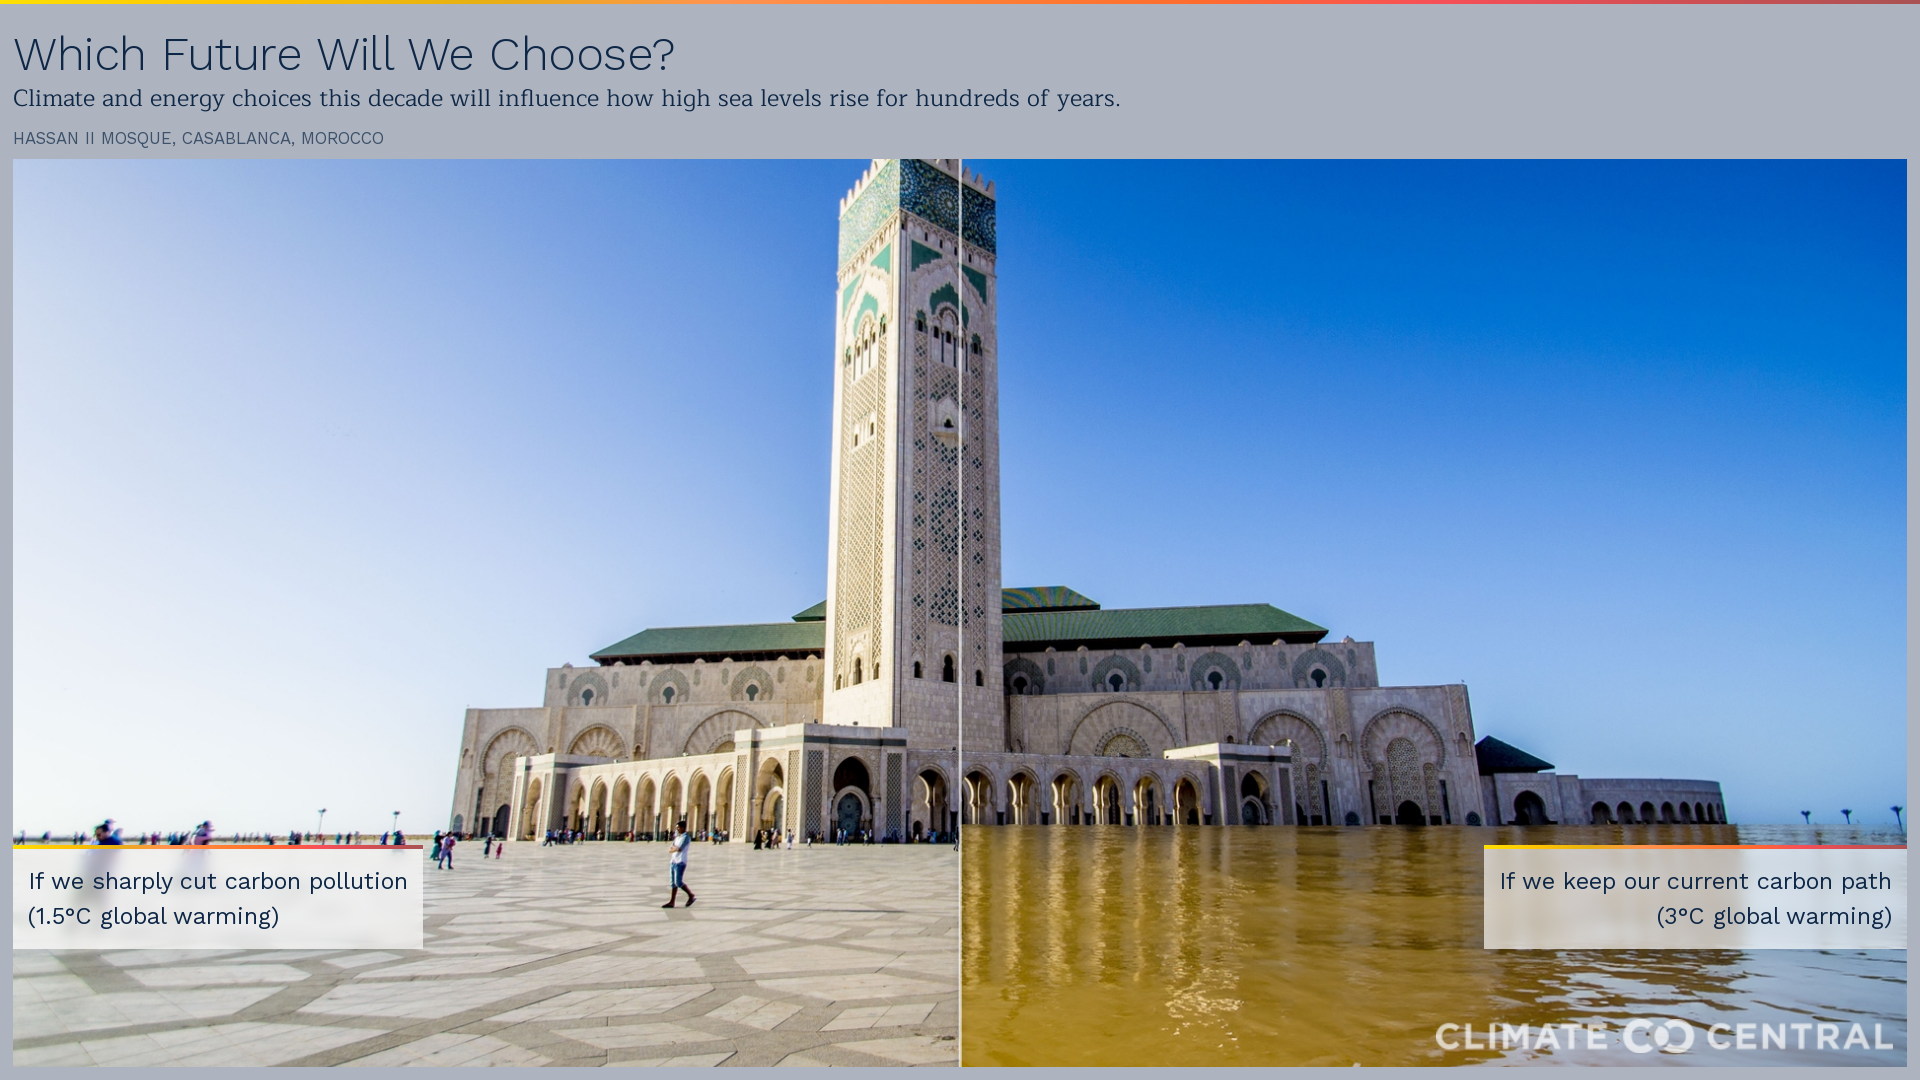 Which Future Will We Choose?
Climate and energy choices this decade will influence how high sea levels rise for hundreds of years.
HASSAN II MOSQUE, CASABLANCA, MOROCCO
If we sharply cut carbon pollution
(1.5°C global warming)
If we keep our current carbon path
(3°C global warming)
CLIMATE CENTRAL